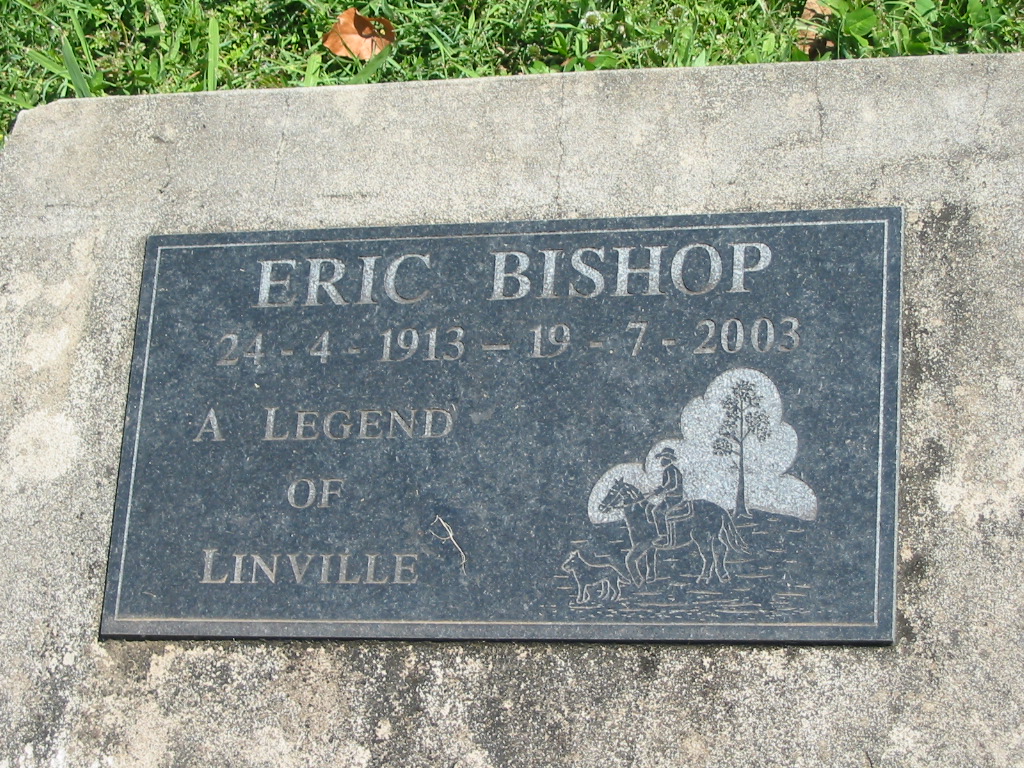 ERIC BISHOP
24 - 4 - 1913 – 19 - 7 - 2003
A LEGEND
OF
LINVILLE